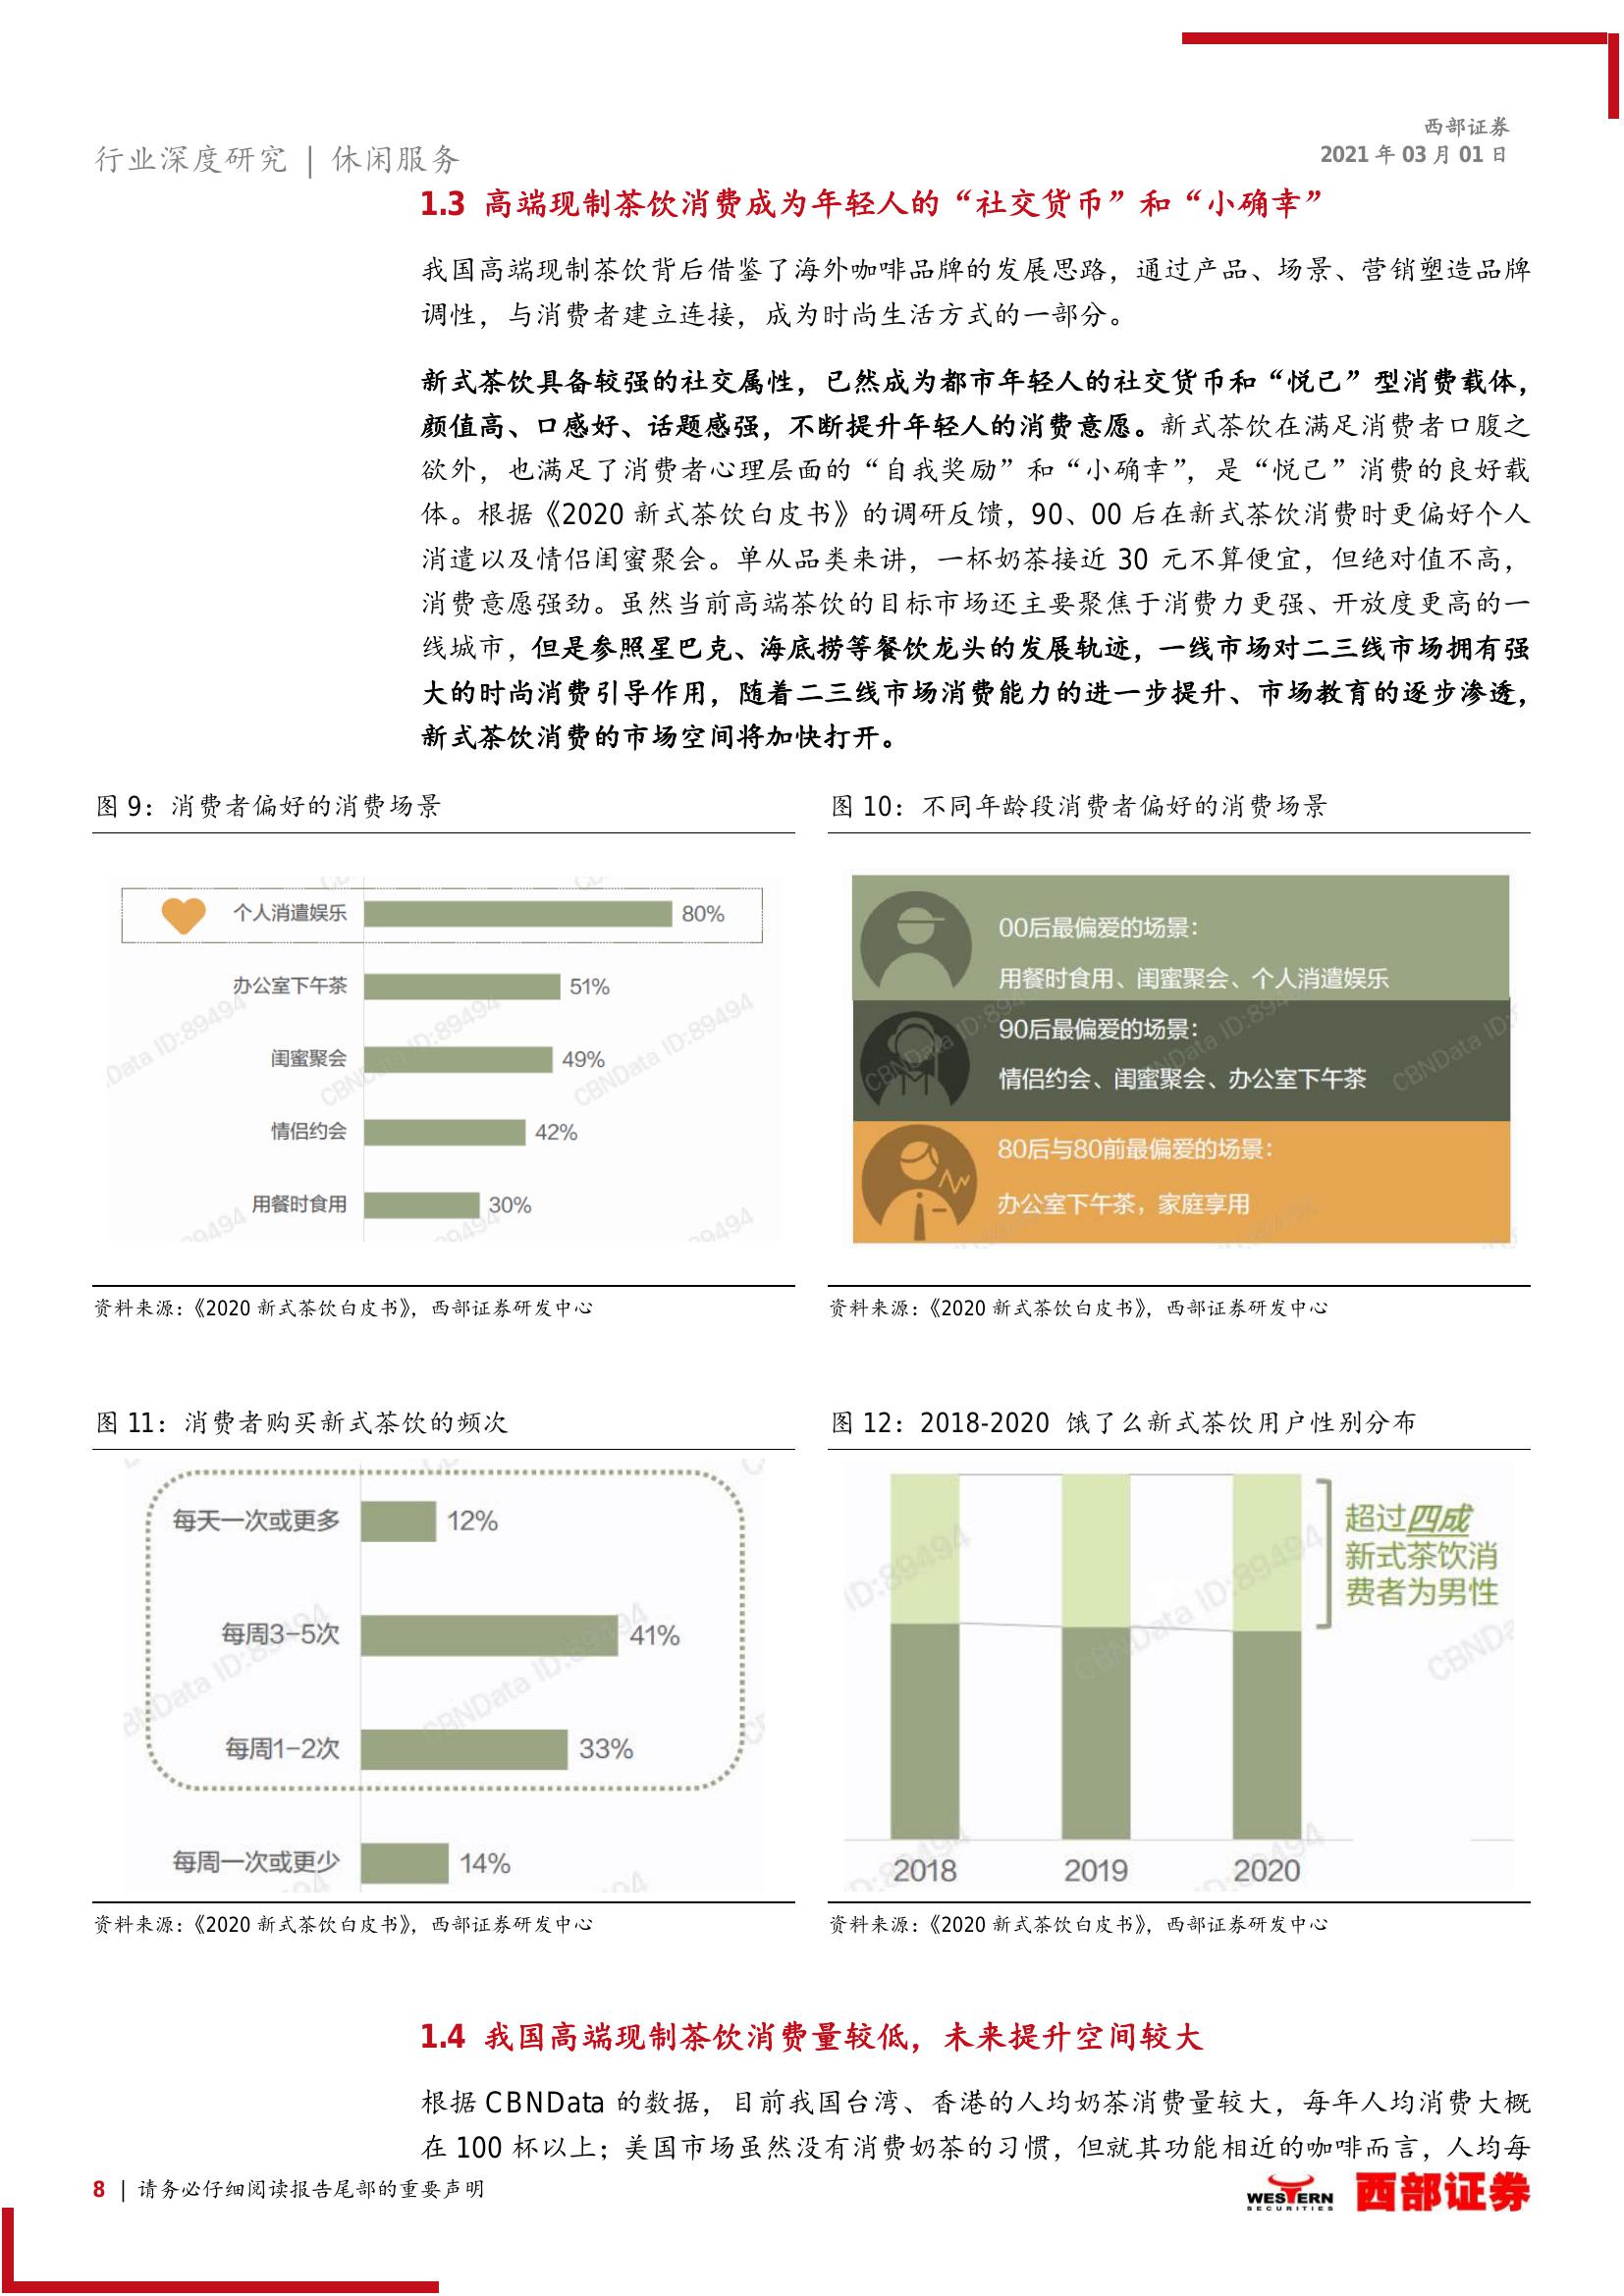 行业深度研究 | 休闲服务
西部证券
2021 年 03 月 01 日
1.3 高端现制茶饮消费成为年轻人的“社交货币”和“小确幸”
我国高端现制茶饮背后借鉴了海外咖啡品牌的发展思路，通过产品、场景、营销塑造品牌
调性，与消费者建立连接，成为时尚生活方式的一部分。
新式茶饮具备较强的社交属性，已然成为都市年轻人的社交货币和“悦己”型消费载体，
颜值高、口感好、话题感强，不断提升年轻人的消费意愿。新式茶饮在满足消费者口腹之
欲外，也满足了消费者心理层面的“自我奖励”和“小确幸”，是“悦己”消费的良好载
体。根据《2020 新式茶饮白皮书》的调研反馈，90、00 后在新式茶饮消费时更偏好个人
消遣以及情侣闺蜜聚会。单从品类来讲，一杯奶茶接近 30 元不算便宜，但绝对值不高，
消费意愿强劲。虽然当前高端茶饮的目标市场还主要聚焦于消费力更强、开放度更高的一
线城市，但是参照星巴克、海底捞等餐饮龙头的发展轨迹，一线市场对二三线市场拥有强
大的时尚消费引导作用，随着二三线市场消费能力的进一步提升、市场教育的逐步渗透，
新式茶饮消费的市场空间将加快打开。
图 9：消费者偏好的消费场景
个人消遣娱乐 80%
办公室下午茶 51%
闺蜜聚会 49%
情侣约会 42%
用餐时食用 30%
CBNData ID:89494
资料来源：《2020 新式茶饮白皮书》，西部证券研发中心
图 10：不同年龄段消费者偏好的消费场景
00后最偏爱的场景：
用餐时食用、闺蜜聚会、个人消遣娱乐
90后最偏爱的场景：
情侣约会、闺蜜聚会、办公室下午茶
80后与80前最偏爱的场景：
办公室下午茶，家庭享用
CBNData ID:89494
资料来源：《2020 新式茶饮白皮书》，西部证券研发中心
图 11：消费者购买新式茶饮的频次
每天一次或更多 12%
每周3-5次 41%
每周1-2次 33%
每周一次或更少 14%
CBNData ID:89494
资料来源：《2020 新式茶饮白皮书》，西部证券研发中心
图 12：2018-2020 饿了么新式茶饮用户性别分布
超过四成
新式茶饮消
费者为男性
2018 2019 2020
CBNData ID:89494
资料来源：《2020 新式茶饮白皮书》，西部证券研发中心
1.4 我国高端现制茶饮消费量较低，未来提升空间较大
根据 CBNData 的数据，目前我国台湾、香港的人均奶茶消费量较大，每年人均消费大概
在 100 杯以上；美国市场虽然没有消费奶茶的习惯，但就其功能相近的咖啡而言，人均每
8 | 请务必仔细阅读报告尾部的重要声明
WESTERN
SECURITIES
西部证券